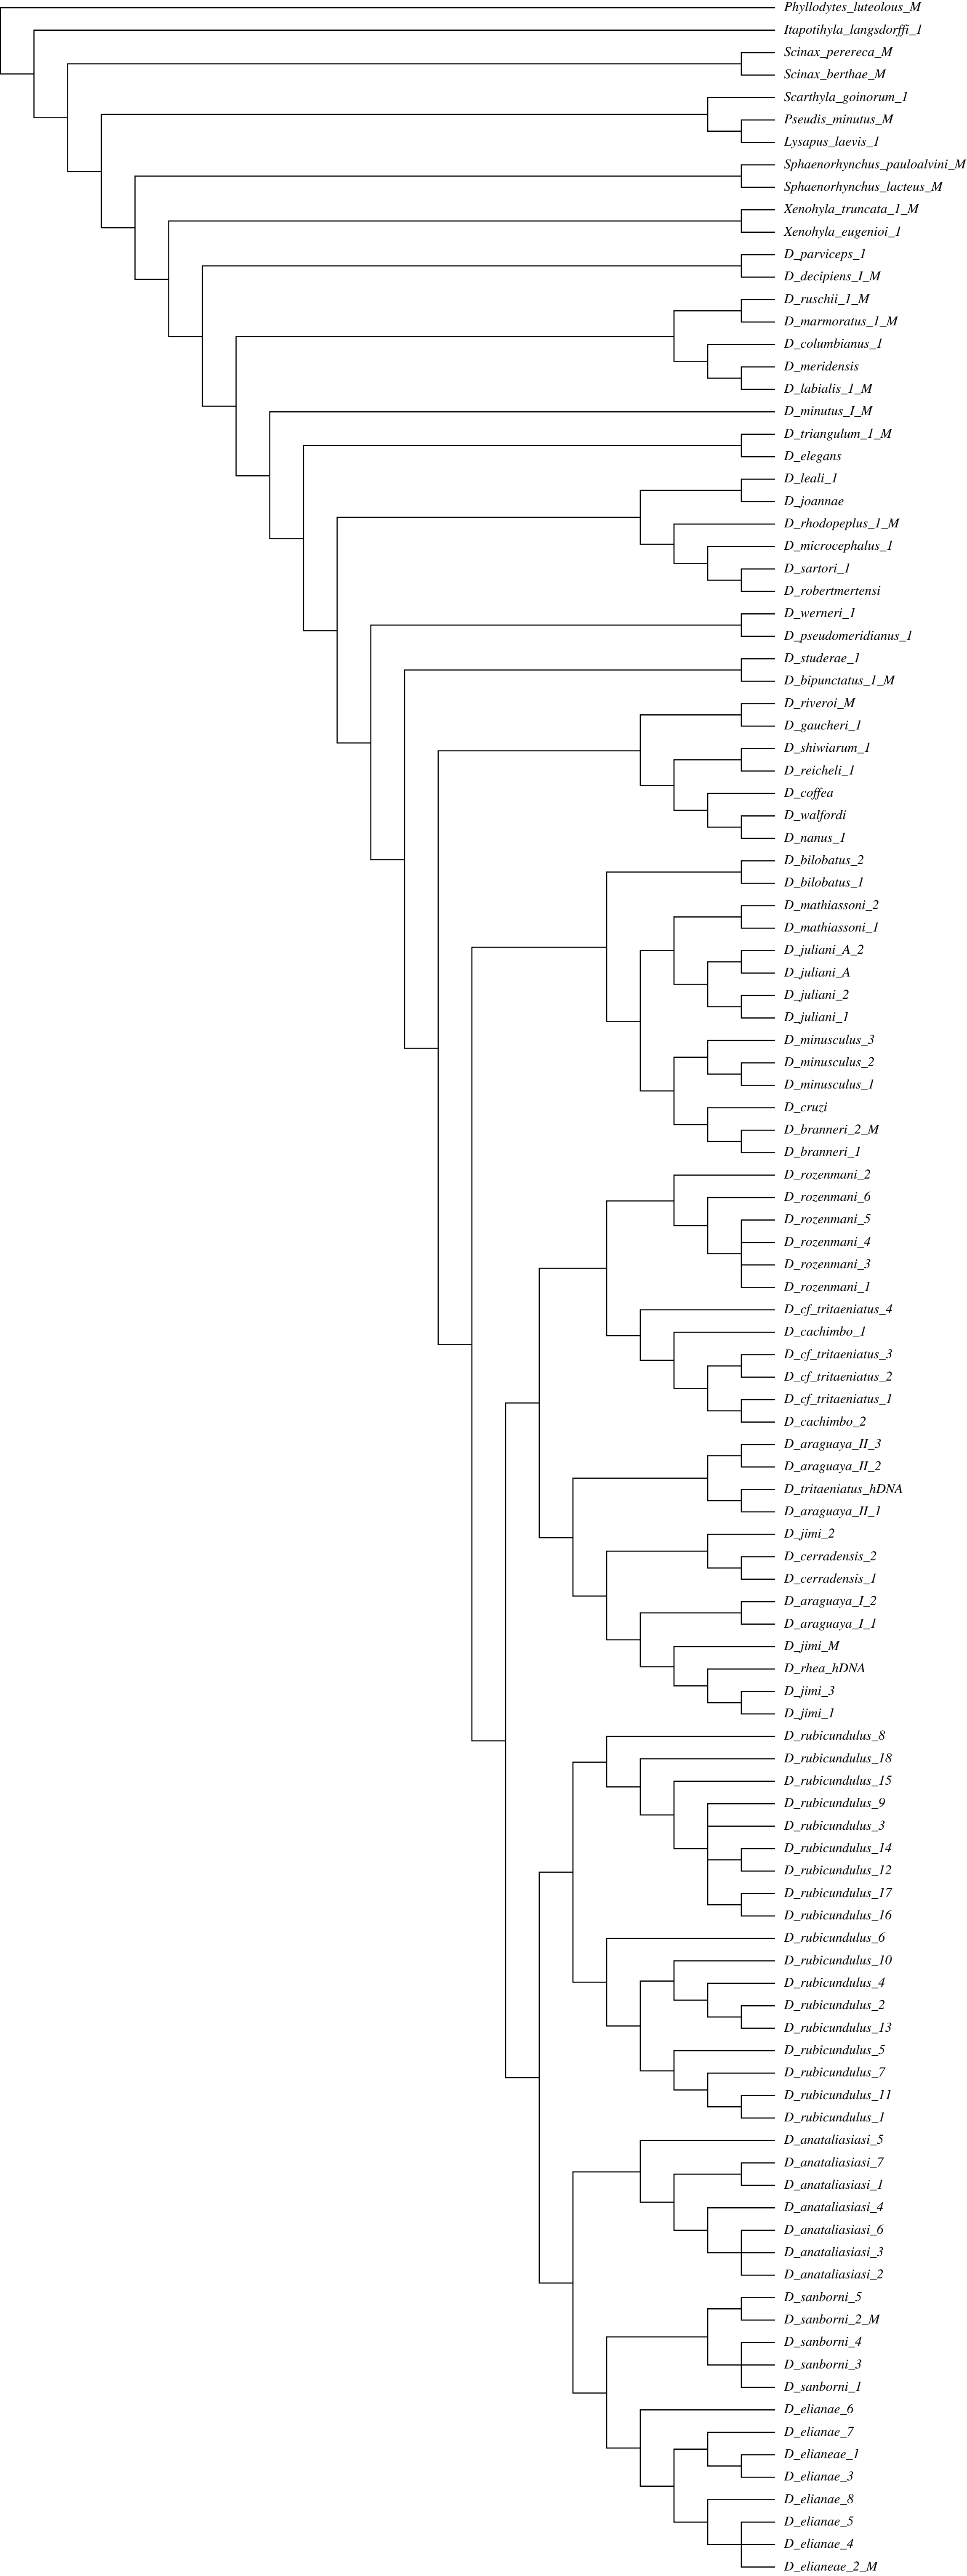 Phyllodytes_luteolous_M
Itapotihyla_langsdorffi_1
Scinax_perereca_M
Scinax_berthae_M
Scarthyla_goinorum_1
Pseudis_minutus_M
Lysapus_laevis_1
Sphaenorhynchus_pauloalvini_M
Sphaenorhynchus_lacteus_M
Xenohyla_truncata_1_M
Xenohyla_eugenioi_1
D_parviceps_1
D_decipiens_I_M
D_ruschii_1_M
D_marmoratus_1_M
D_columbianus_1
D_meridensis
D_labialis_1_M
D_minutus_I_M
D_triangulum_1_M
D_elegans
D_leali_1
D_joannae
D_rhodopeplus_1_M
D_microcephalus_1
D_sartori_1
D_robertmertensi
D_werneri_1
D_pseudomeridianus_1
D_studerae_1
D_bipunctatus_1_M
D_riveroi_M
D_gaucheri_1
D_shiwiarum_1
D_reicheli_1
D_coffea
D_walfordi
D_nanus_1
D_bilobatus_2
D_bilobatus_1
D_mathiassoni_2
D_mathiassoni_1
D_juliani_A_2
D_juliani_A
D_juliani_2
D_juliani_1
D_minusculus_3
D_minusculus_2
D_minusculus_1
D_cruzi
D_branneri_2_M
D_branneri_1
D_rozenmani_2
D_rozenmani_6
D_rozenmani_5
D_rozenmani_4
D_rozenmani_3
D_rozenmani_1
D_cf_tritaeniatus_4
D_cachimbo_1
D_cf_tritaeniatus_3
D_cf_tritaeniatus_2
D_cf_tritaeniatus_1
D_cachimbo_2
D_araguaya_II_3
D_araguaya_II_2
D_tritaeniatus_hDNA
D_araguaya_II_1
D_jimi_2
D_cerradensis_2
D_cerradensis_1
D_araguaya_I_2
D_araguaya_I_1
D_jimi_M
D_rhea_hDNA
D_jimi_3
D_jimi_1
D_rubicundulus_8
D_rubicundulus_18
D_rubicundulus_15
D_rubicundulus_9
D_rubicundulus_3
D_rubicundulus_14
D_rubicundulus_12
D_rubicundulus_17
D_rubicundulus_16
D_rubicundulus_6
D_rubicundulus_10
D_rubicundulus_4
D_rubicundulus_2
D_rubicundulus_13
D_rubicundulus_5
D_rubicundulus_7
D_rubicundulus_11
D_rubicundulus_1
D_anataliasiasi_5
D_anataliasiasi_7
D_anataliasiasi_1
D_anataliasiasi_4
D_anataliasiasi_6
D_anataliasiasi_3
D_anataliasiasi_2
D_sanborni_5
D_sanborni_2_M
D_sanborni_4
D_sanborni_3
D_sanborni_1
D_elianae_6
D_elianae_7
D_elianeae_1
D_elianae_3
D_elianae_8
D_elianae_5
D_elianae_4
D_elianeae_2_M